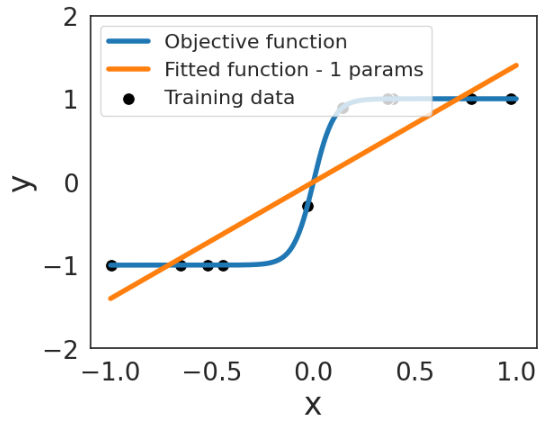 Objective function
Fitted function - 1 params
Training data
2
1
0
−1
−2
y
−1.0 −0.5 0.0 0.5 1.0
x